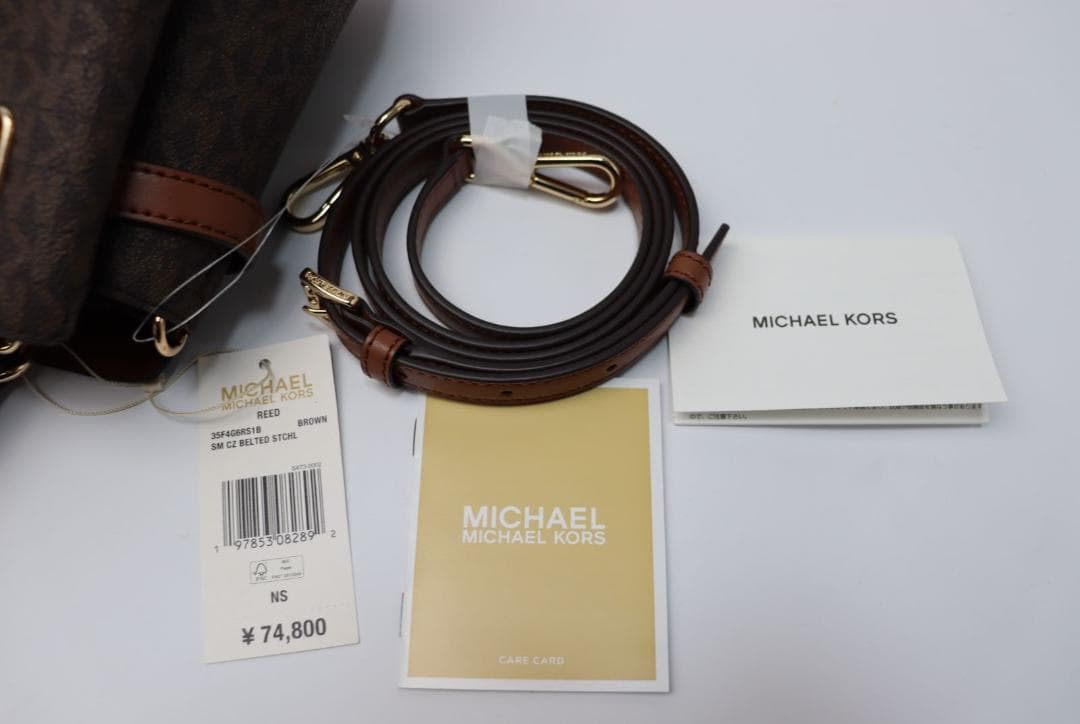 MICHAEL
MICHAEL KORS
REED
35F4G6RS1B BROWN
SM CZ BELTED STCHL
1 97853 08289 2
FSC
NS
¥ 74,800
MICHAEL
MICHAEL KORS
CARE CARD
MICHAEL KORS